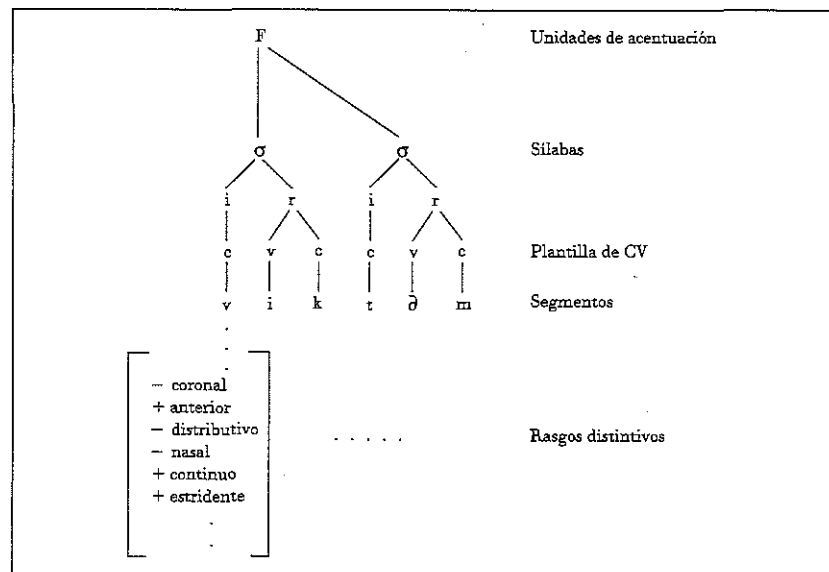 F Unidades de acentuación
σ σ Sílabas
i r i r
c v c c v c Plantilla de CV
v i k t ∂ m Segmentos
− coronal
+ anterior
− distributivo
− nasal
+ continuo
+ estridente
. . . . . Rasgos distintivos